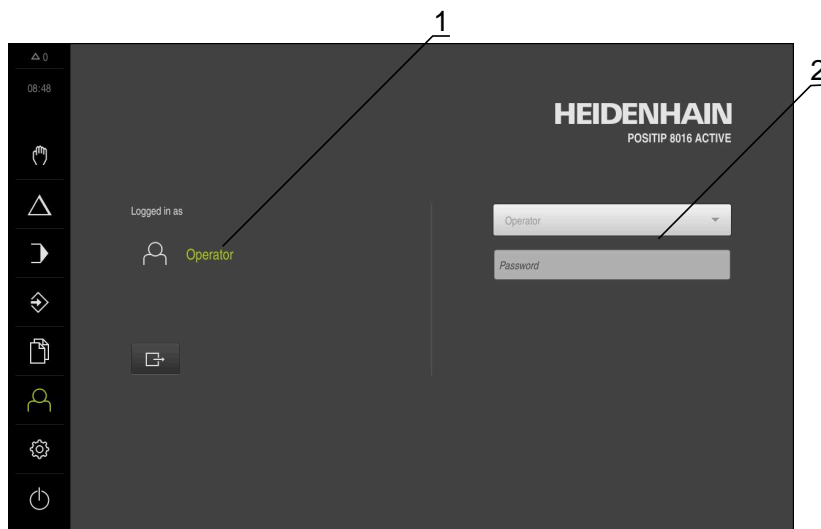 1
2
0
08:48
HEIDENHAIN
POSITIP 8016 ACTIVE
Logged in as
Operator
Operator
Password